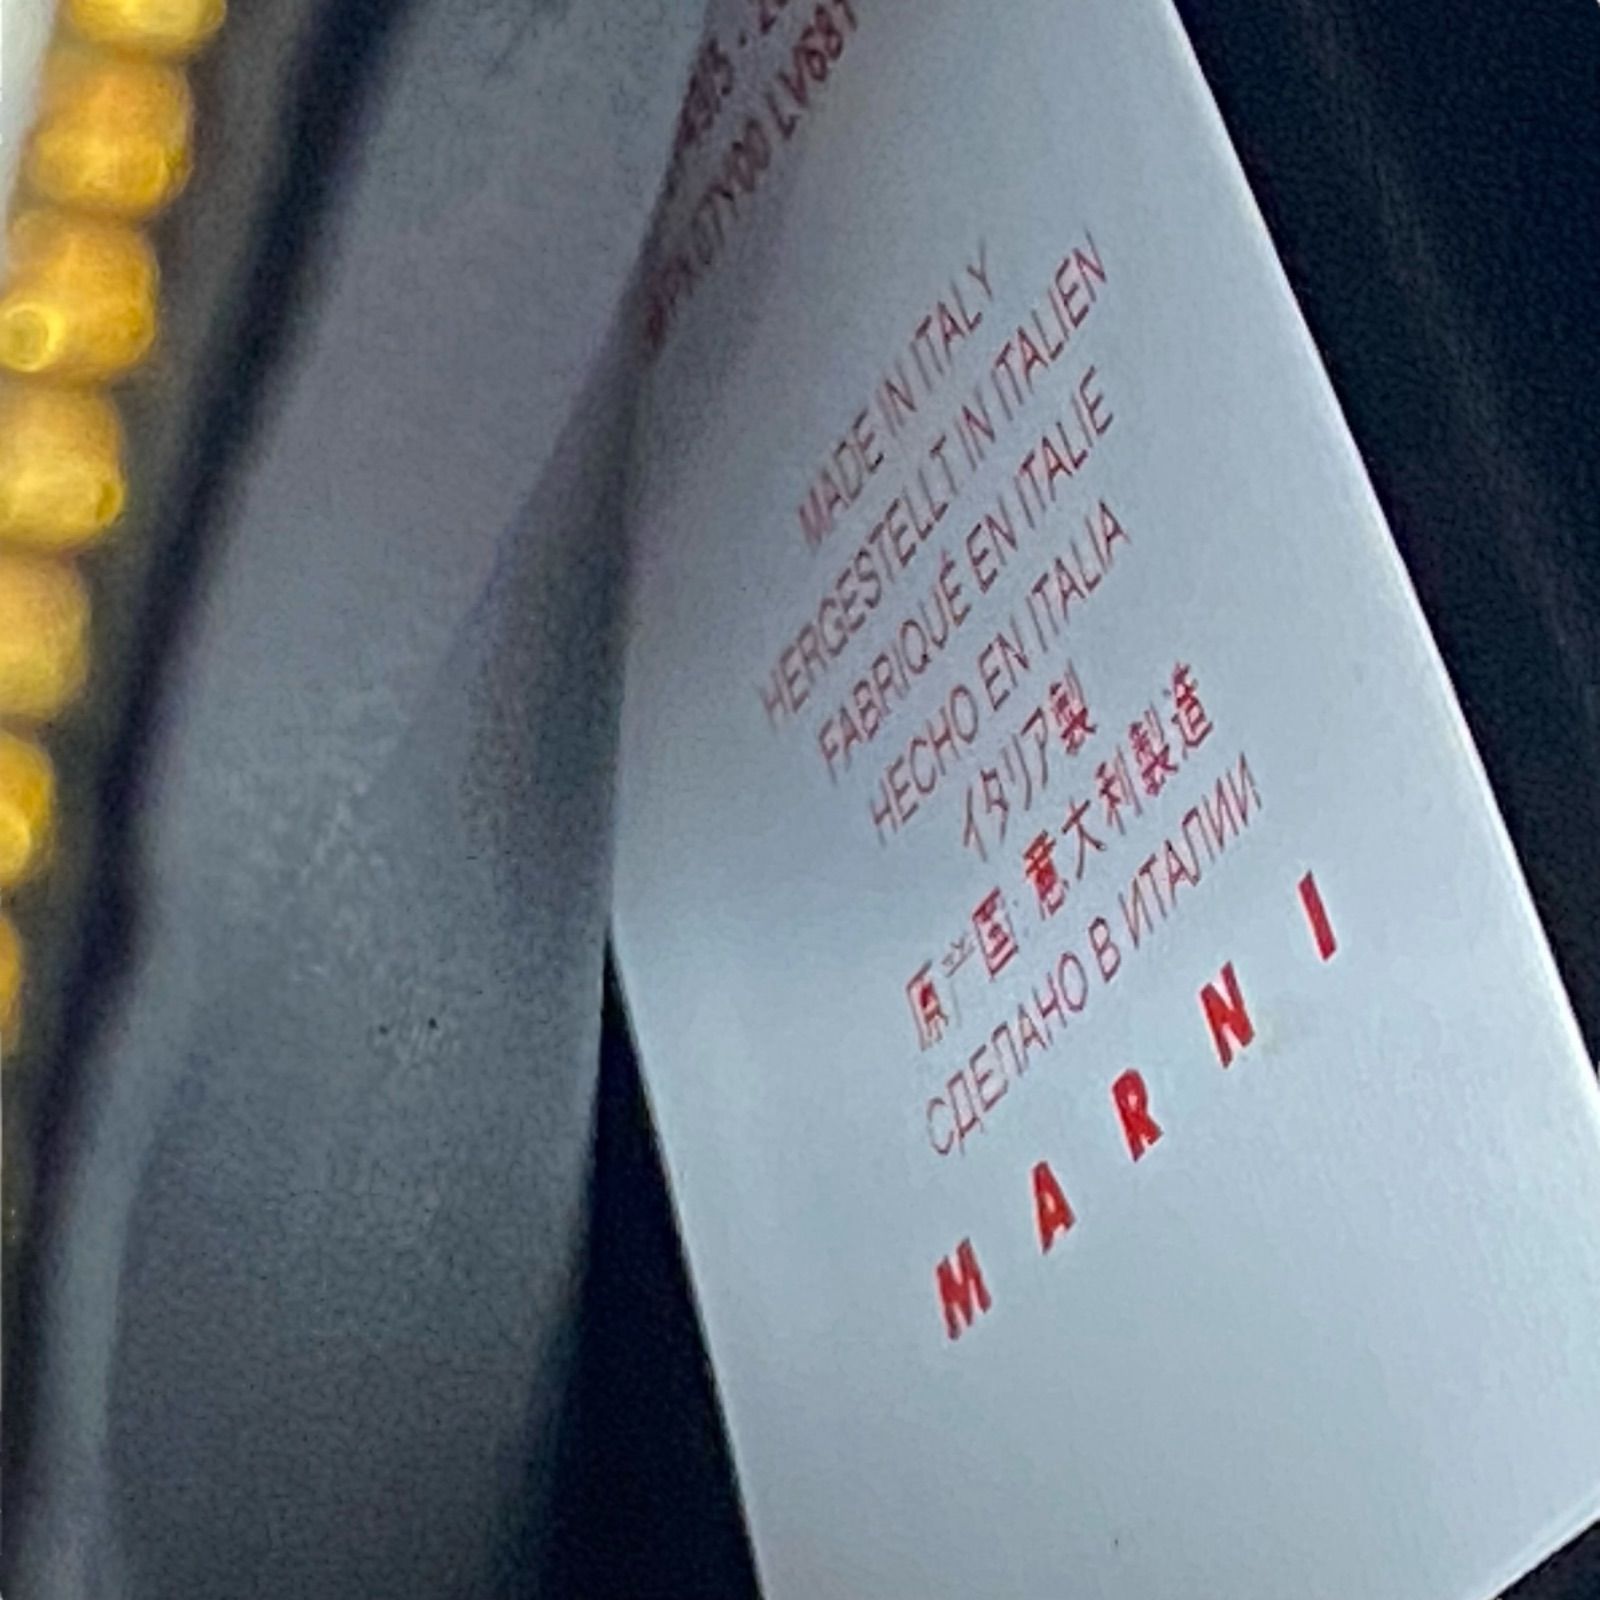 LV681
MADE IN ITALY
HERGESTELLT IN ITALIEN
FABRIQUÉ EN ITALIE
HECHO EN ITALIA
イタリア製
原产国: 意大利製造
СДЕЛАНО В ИТАЛИИ
MARNI